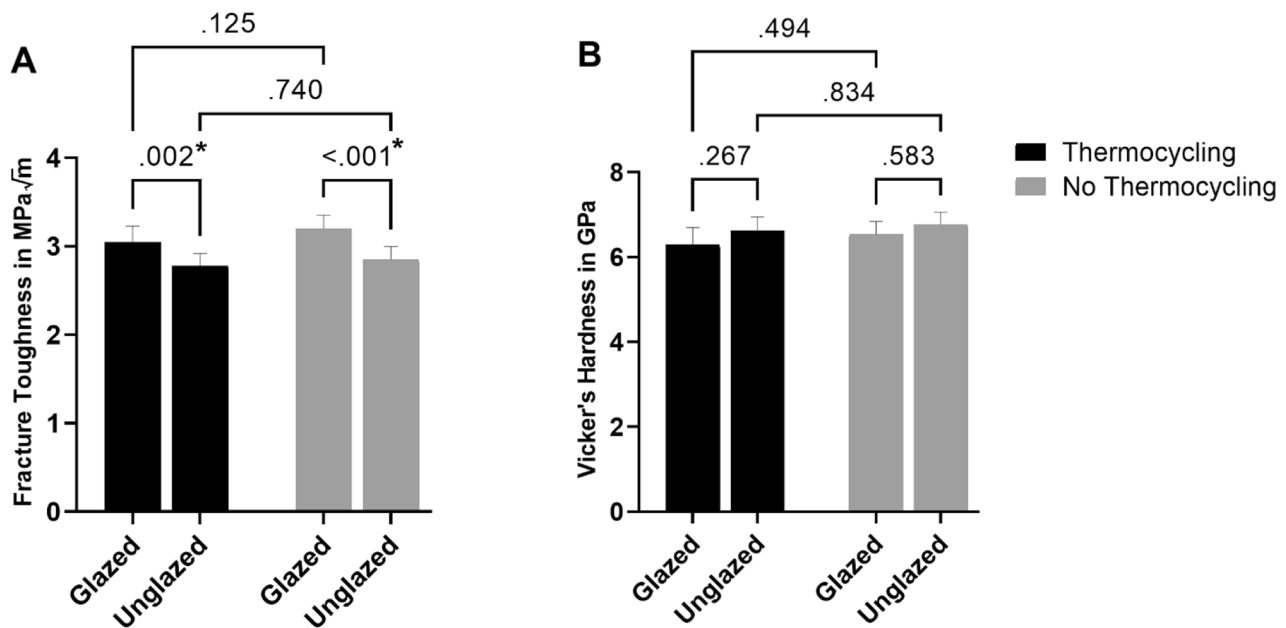 A
.125
.740
.002*
<.001*
Fracture Toughness in MPa√m
4
3
2
1
0
Glazed
Unglazed
Glazed
Unglazed
B
.494
.834
.267
.583
Vicker's Hardness in GPa
8
6
4
2
0
Glazed
Unglazed
Glazed
Unglazed
Thermocycling
No Thermocycling